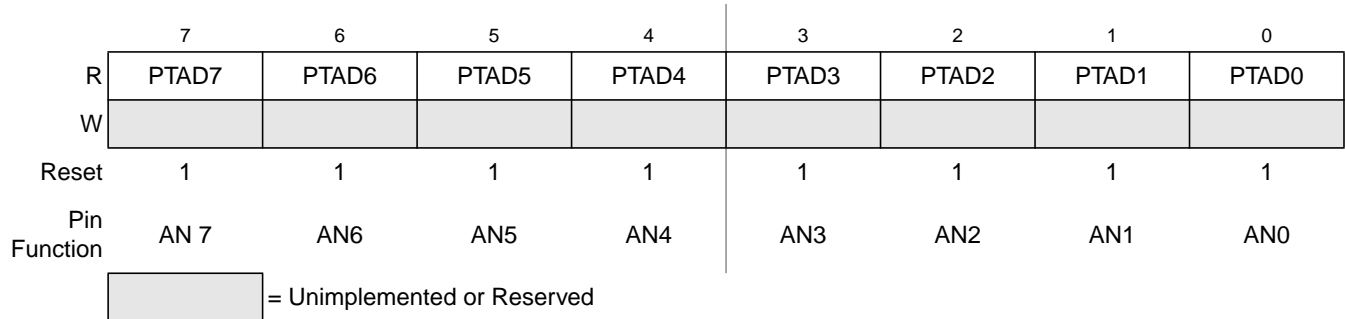 7 6 5 4 3 2 1 0
R PTAD7 PTAD6 PTAD5 PTAD4 PTAD3 PTAD2 PTAD1 PTAD0
W
Reset 1 1 1 1 1 1 1 1
Pin
Function AN 7 AN6 AN5 AN4 AN3 AN2 AN1 AN0
= Unimplemented or Reserved